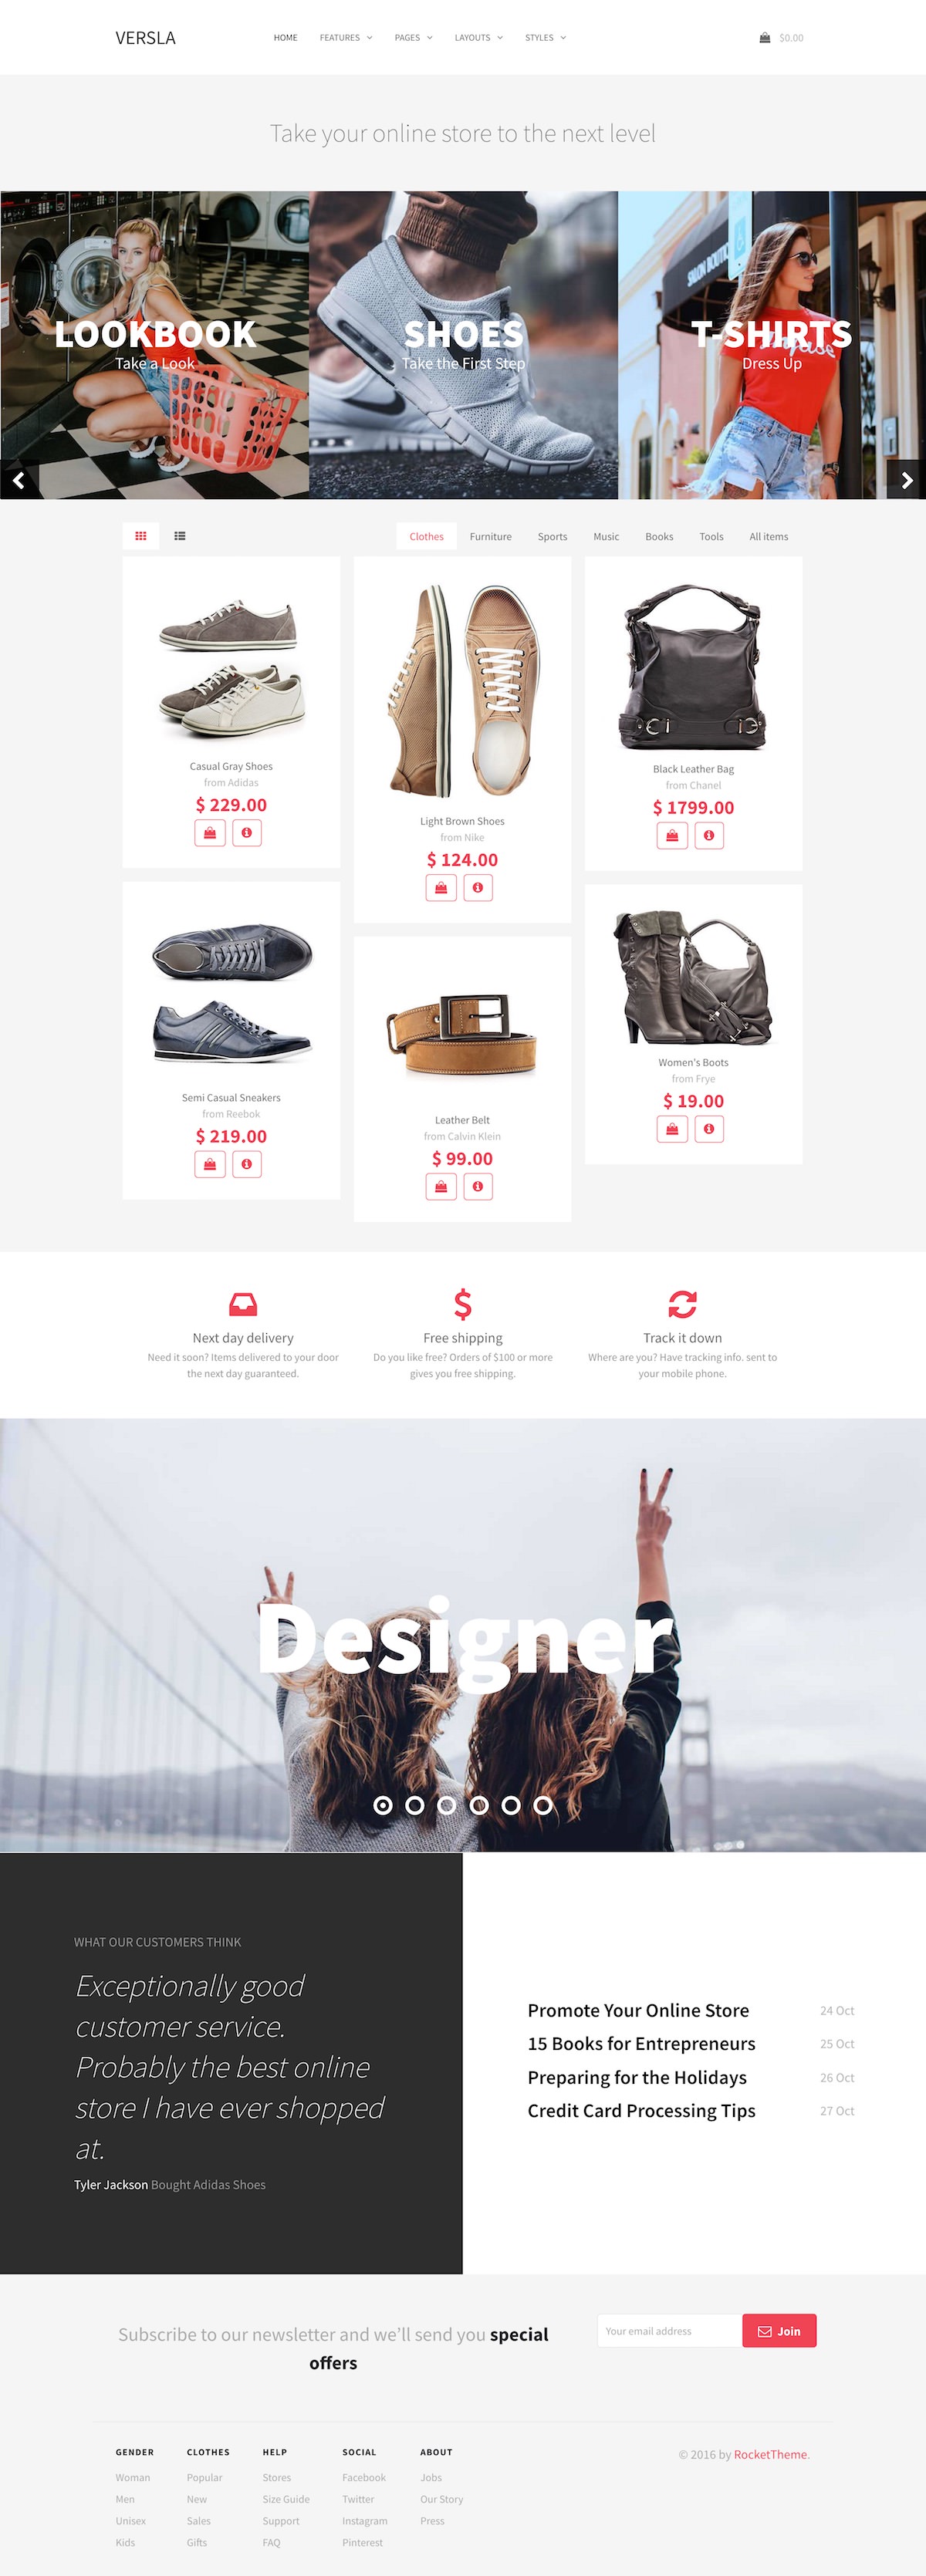 VERSLA
HOME FEATURES PAGES LAYOUTS STYLES
$0.00
Take your online store to the next level
LOOKBOOK
Take a Look
SHOES
Take the First Step
T-SHIRTS
Dress Up
Clothes Furniture Sports Music Books Tools All items
Casual Gray Shoes
from Adidas
$ 229.00
Light Brown Shoes
from Nike
$ 124.00
Black Leather Bag
from Chanel
$ 1799.00
Semi Casual Sneakers
from Reebok
$ 219.00
Leather Belt
from Calvin Klein
$ 99.00
Women's Boots
from Frye
$ 19.00
Next day delivery
Need it soon? Items delivered to your door
the next day guaranteed.
Free shipping
Do you like free? Orders of $100 or more
gives you free shipping.
Track it down
Where are you? Have tracking info. sent to
your mobile phone.
Designer
WHAT OUR CUSTOMERS THINK
Exceptionally good
customer service.
Probably the best online
store I have ever shopped
at.
Tyler Jackson Bought Adidas Shoes
Promote Your Online Store 24 Oct
15 Books for Entrepreneurs 25 Oct
Preparing for the Holidays 26 Oct
Credit Card Processing Tips 27 Oct
Subscribe to our newsletter and we'll send you special
offers
Your email address
Join
GENDER
Woman
Men
Unisex
Kids
CLOTHES
Popular
New
Sales
Gifts
HELP
Stores
Size Guide
Support
FAQ
SOCIAL
Facebook
Twitter
Instagram
Pinterest
ABOUT
Jobs
Our Story
Press
© 2016 by RocketTheme.